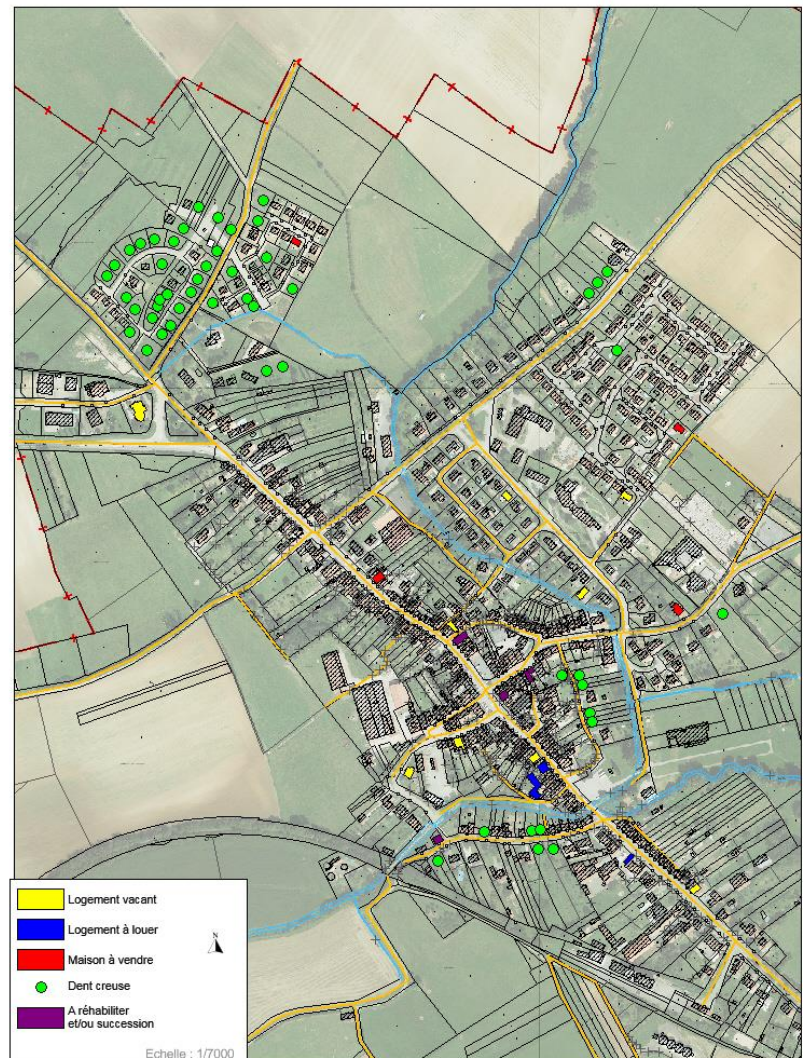 Logement vacant
Logement à louer
Maison à vendre
Dent creuse
A réhabiliter
et/ou succession
Echelle : 1/7000